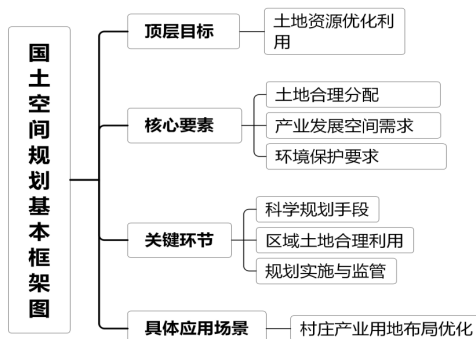 国土空间规划基本框架图
顶层目标
土地资源优化利
用
核心要素
土地合理分配
产业发展空间需求
环境保护要求
关键环节
科学规划手段
区域土地合理利用
规划实施与监管
具体应用场景
村庄产业用地布局优化